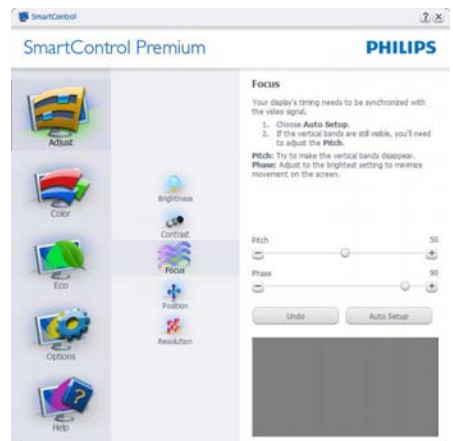 SmartControl
SmartControl Premium
PHILIPS
Adjust
Color
Eco
Options
Help
Brightness
Contrast
Focus
Position
Resolution
Focus
Your display's timing needs to be synchronized with
the video signal.
1. Choose Auto Setup.
2. If the vertical bands are still visible, you'll need
to adjust the Pitch.
Pitch: Try to make the vertical bands disappear.
Phase: Adjust to the brightest setting to minimize
movement on the screen.
Pitch 50
Phase 90
Undo Auto Setup